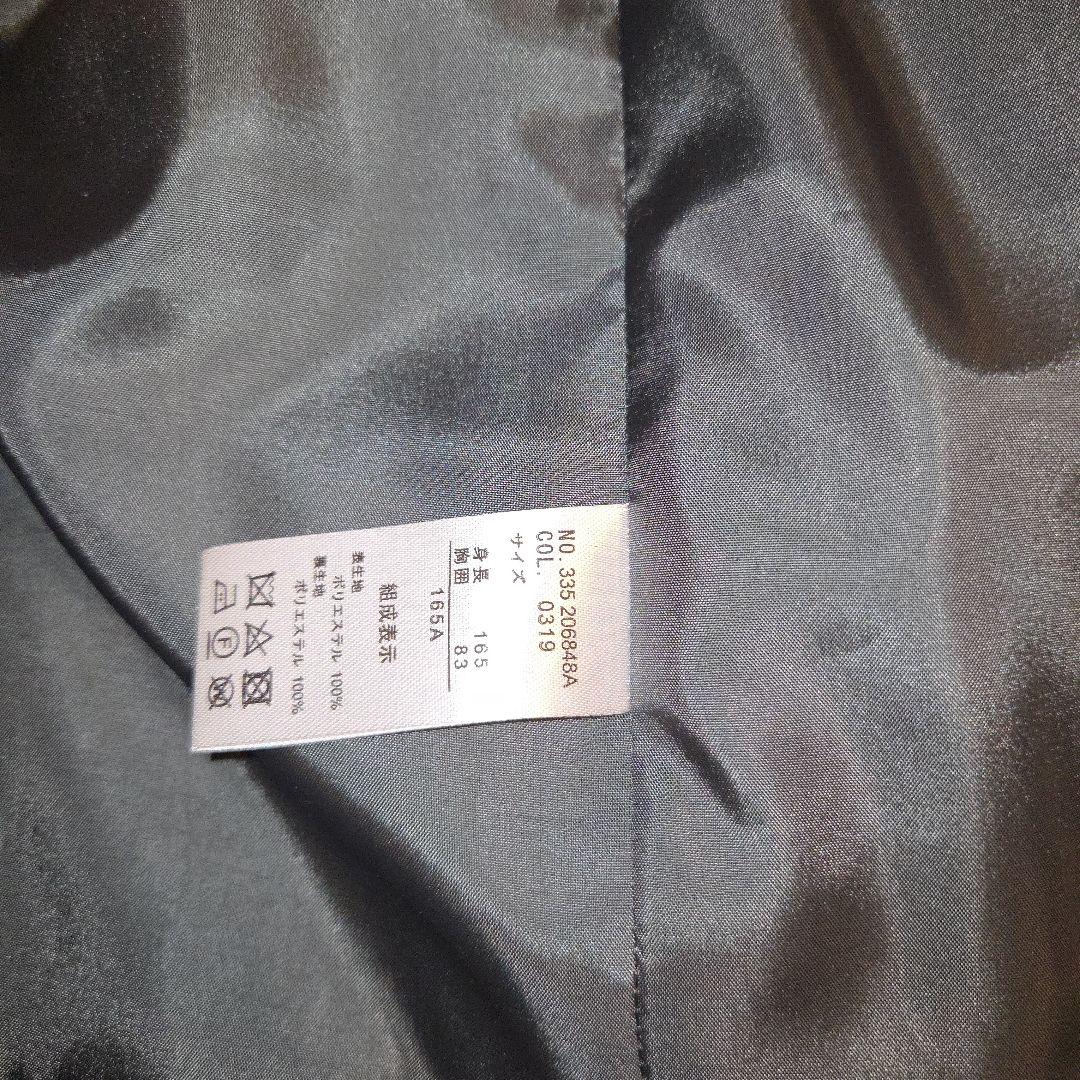 NO. 335 206848A
COL. 0319
サイズ
身長 165
胸囲 83
165A
組成表示
表生地
ポリエステル 100%
裏生地
ポリエステル 100%
F
W